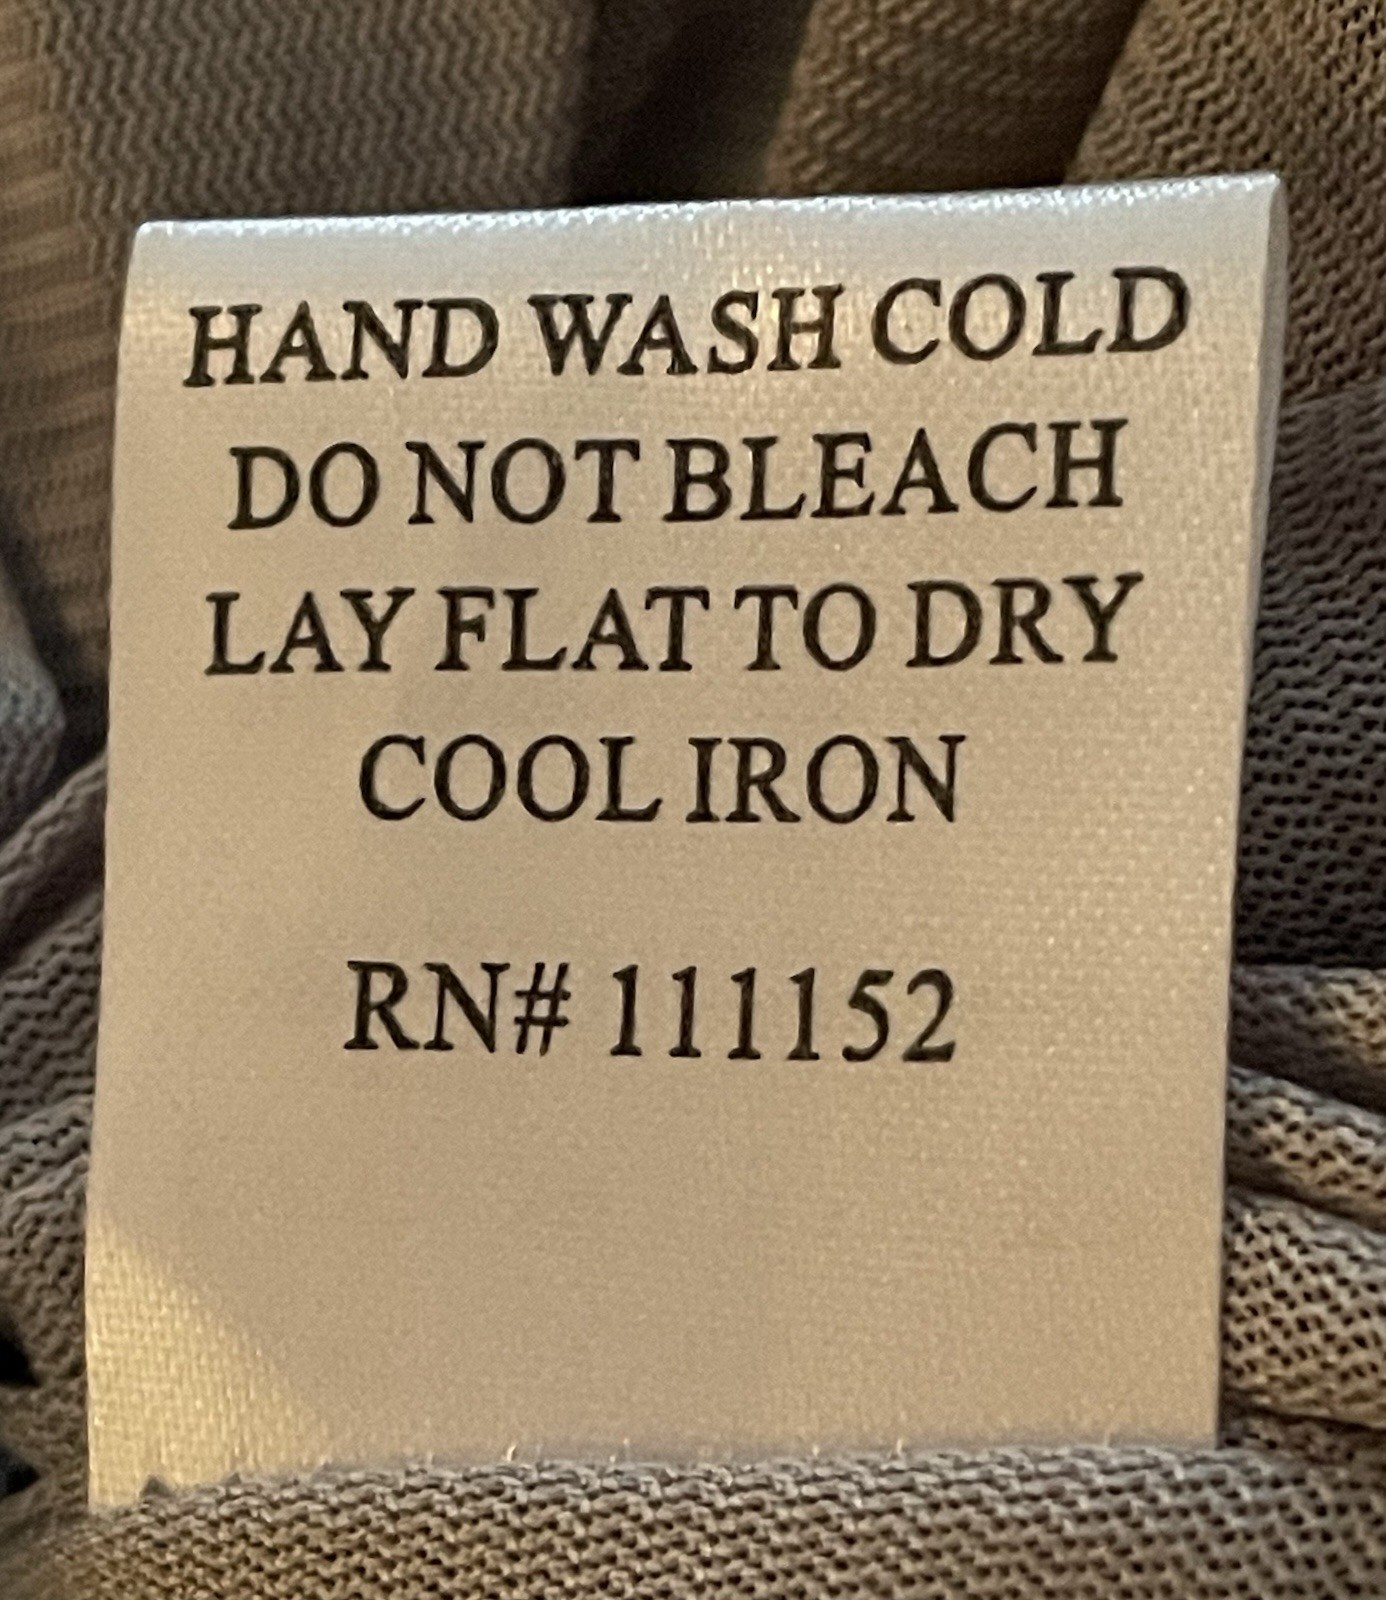 HAND WASH COLD
DO NOT BLEACH
LAY FLAT TO DRY
COOL IRON
RN# 111152